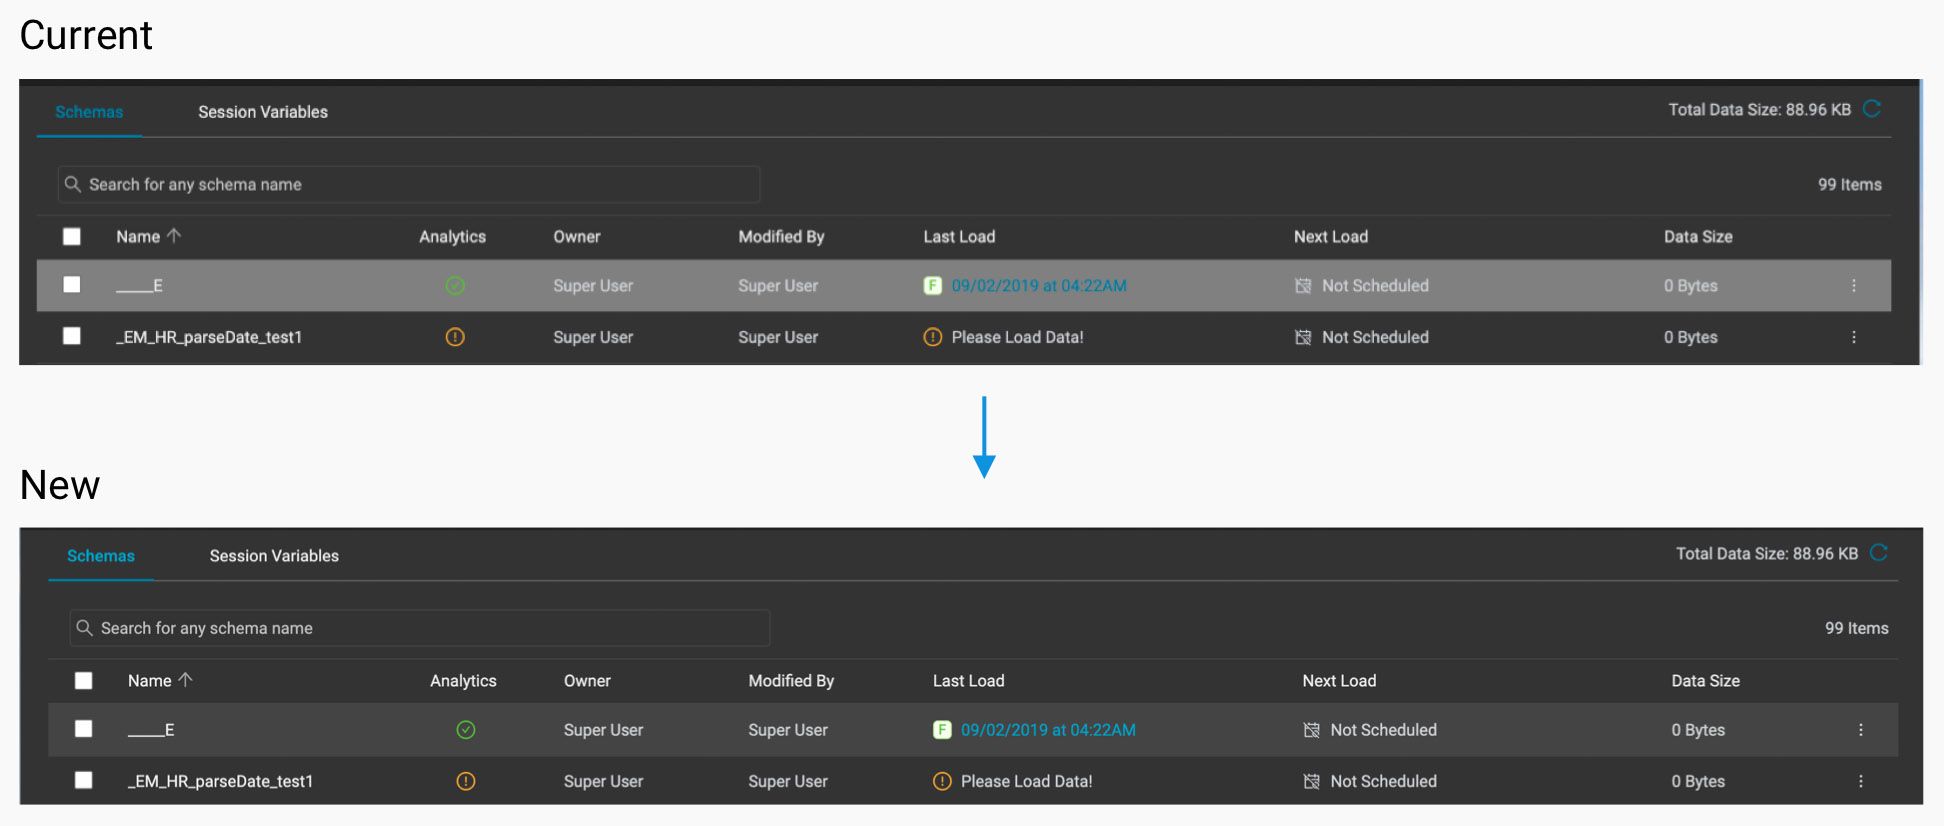 Current
Schemas Session Variables Total Data Size: 88.96 KB
Search for any schema name 99 Items
Name Analytics Owner Modified By Last Load Next Load Data Size
_____E Super User Super User F 09/02/2019 at 04:22AM Not Scheduled 0 Bytes
_EM_HR_parseDate_test1 Super User Super User Please Load Data! Not Scheduled 0 Bytes
New
Schemas Session Variables Total Data Size: 88.96 KB
Search for any schema name 99 Items
Name Analytics Owner Modified By Last Load Next Load Data Size
_____E Super User Super User F 09/02/2019 at 04:22AM Not Scheduled 0 Bytes
_EM_HR_parseDate_test1 Super User Super User Please Load Data! Not Scheduled 0 Bytes